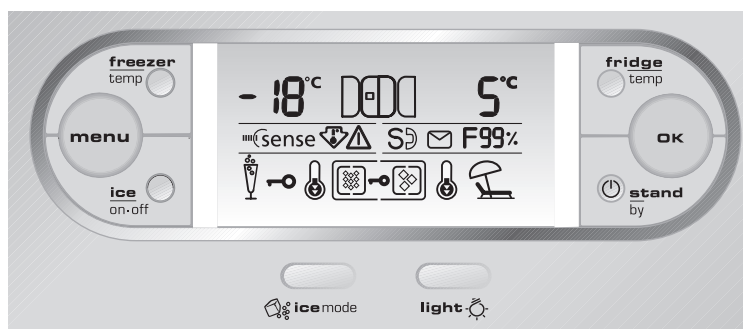 freezer
temp
fridge
temp
-18°C
5°C
menu
OK
sense
F99%
ice
on·off
stand
by
ice mode
light